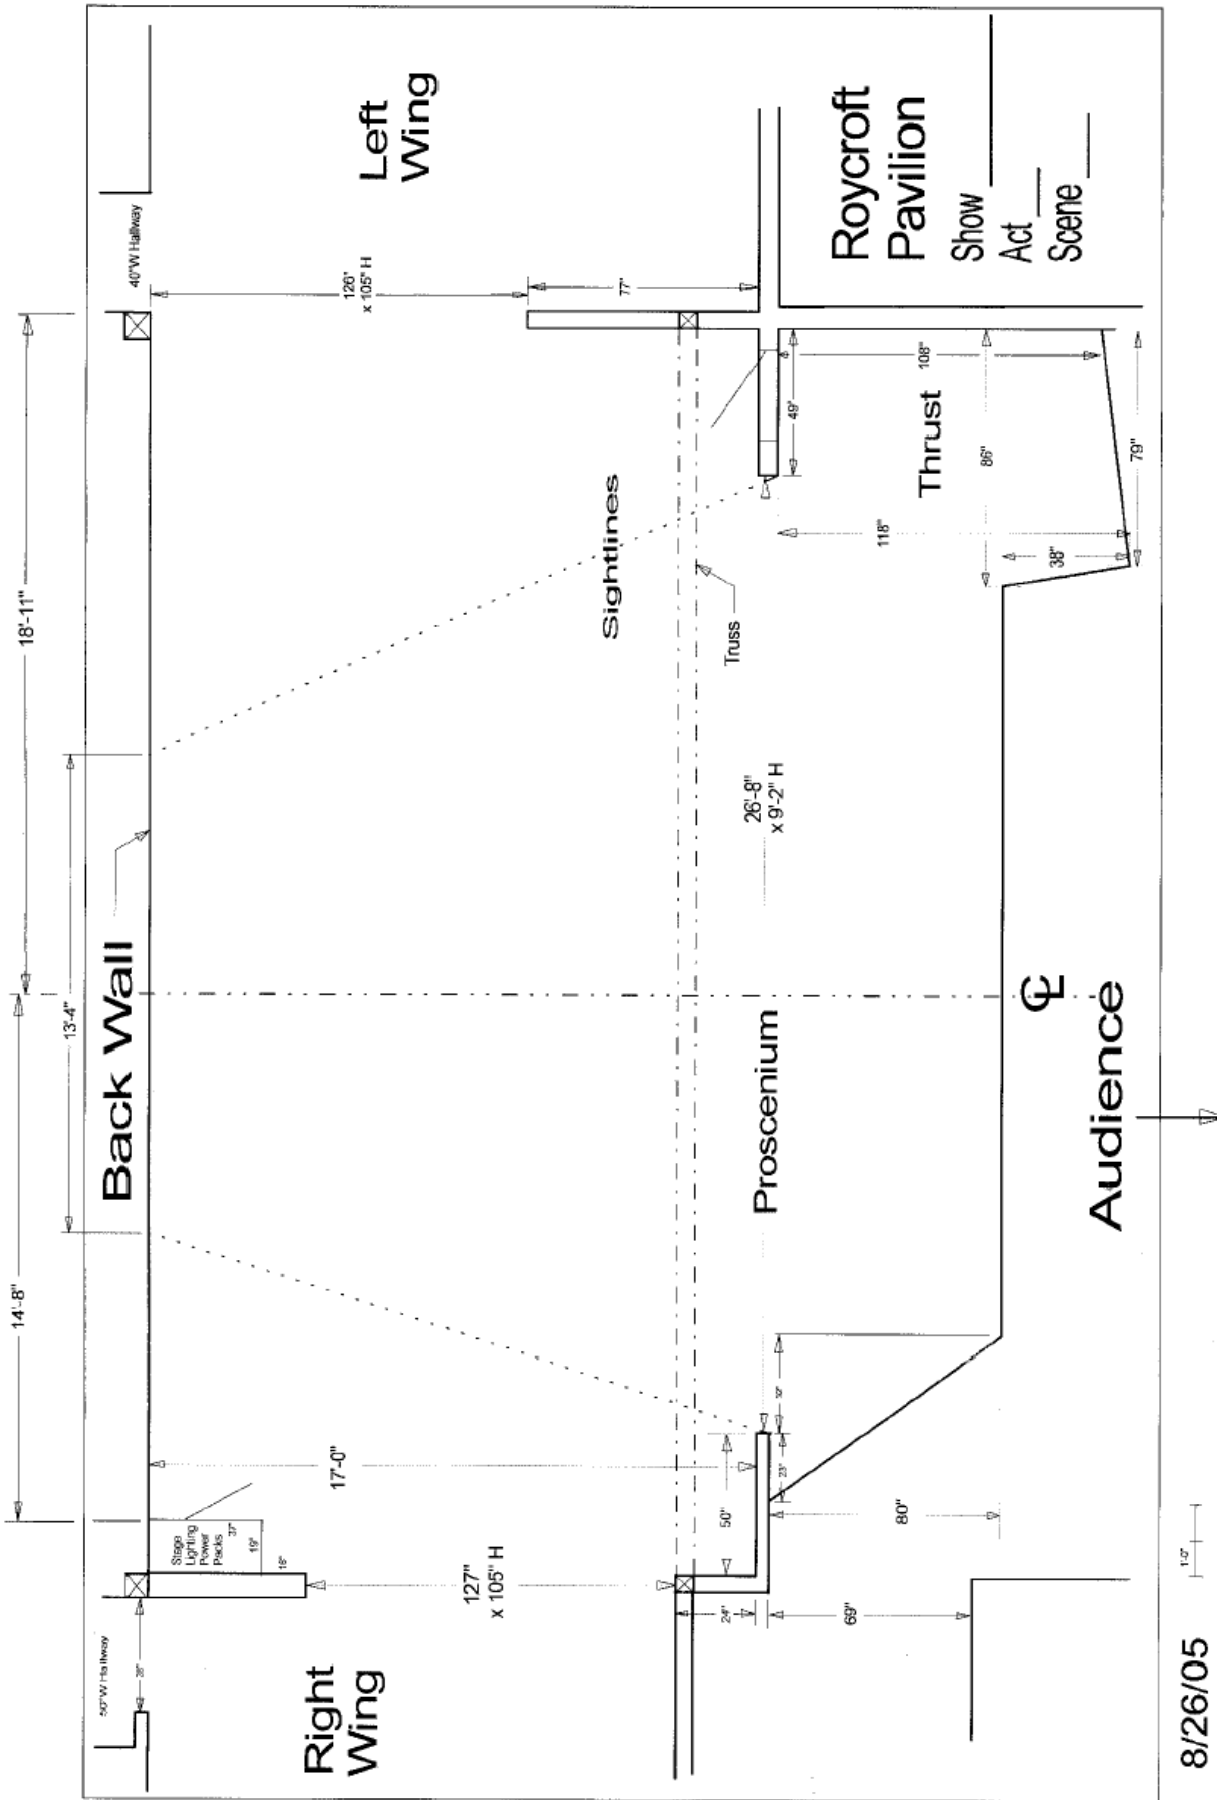 14'-8"
18'-11"
13'-4"
Back Wall
50"W Hallway
40"W Hallway
Stage
Lighting
Power
Packs
37"
19"
16"
17'-0"
126"
x 105" H
Left
Wing
Right
Wing
127"
x 105" H
77"
Sightlines
Truss
24"
50"
Proscenium
26'-8"
x 9'-2" H
49"
23"
69"
80"
118"
108"
Thrust
86"
38"
79"
Roycroft
Pavilion
Show
Act
Scene
CL
Audience
1'-0"
8/26/05